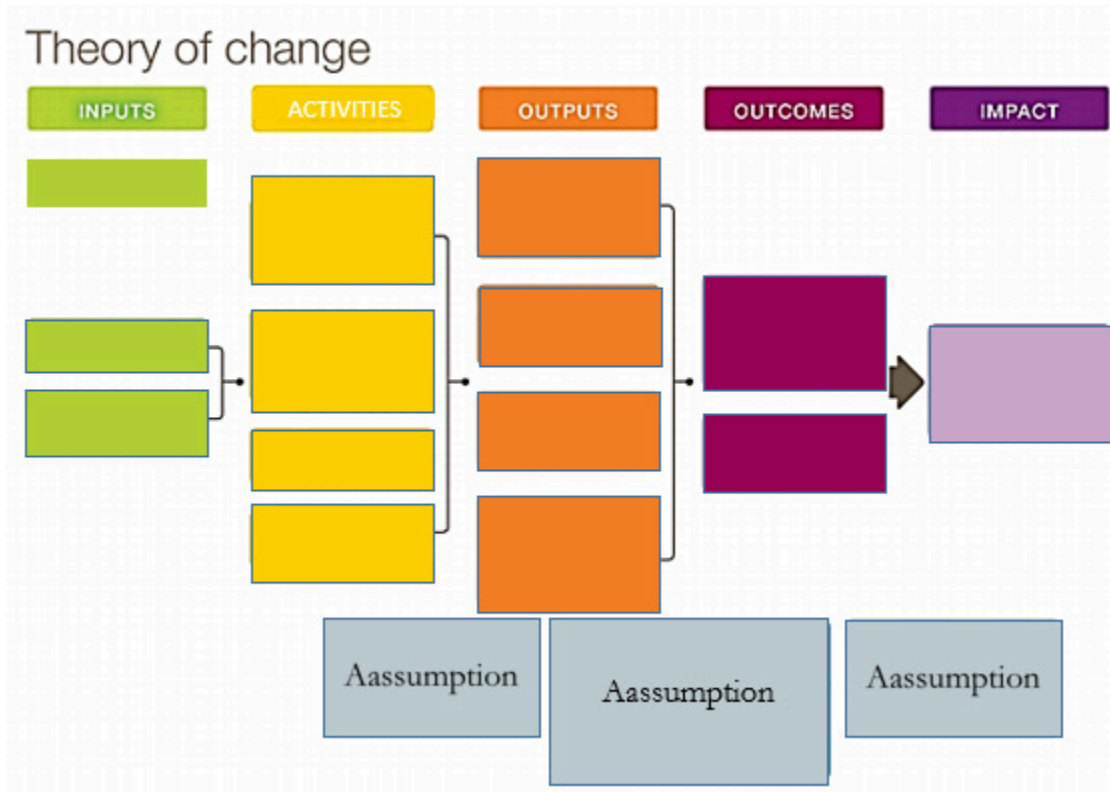 Theory of change
INPUTS
ACTIVITIES
OUTPUTS
OUTCOMES
IMPACT
Aassumption
Aassumption
Aassumption